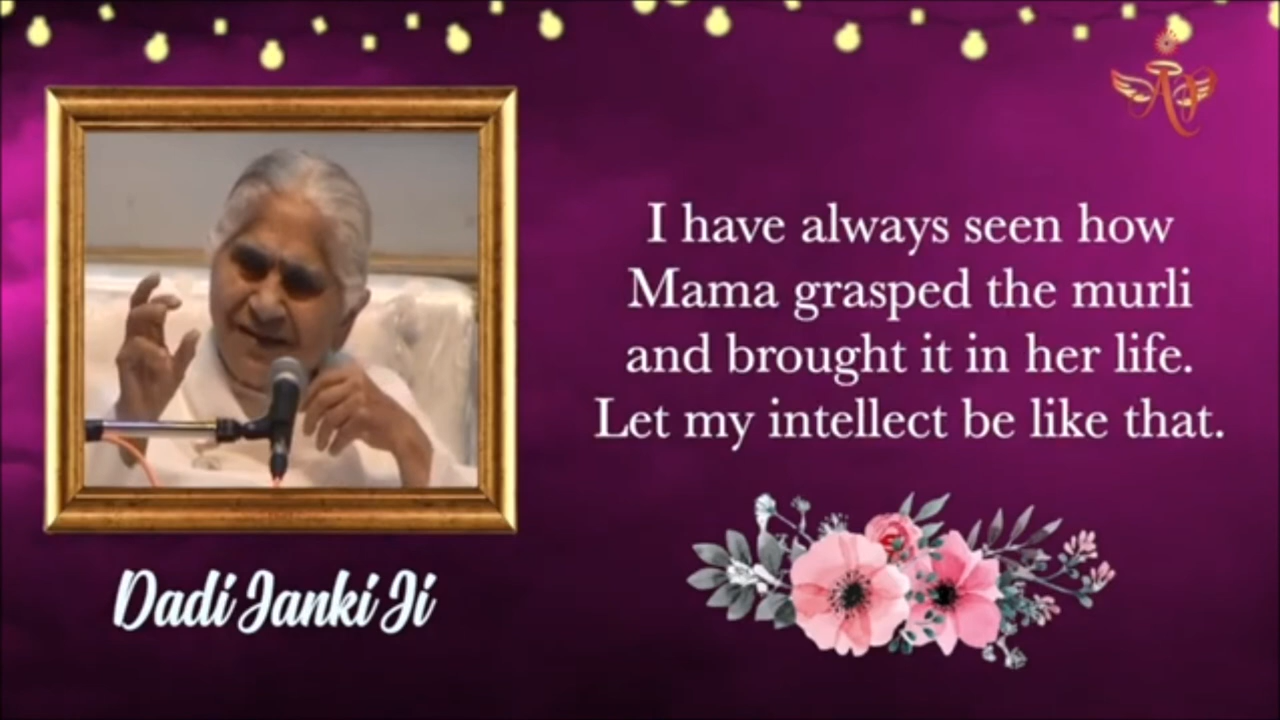 I have always seen how
Mama grasped the murli
and brought it in her life.
Let my intellect be like that.
Dadi Janki Ji